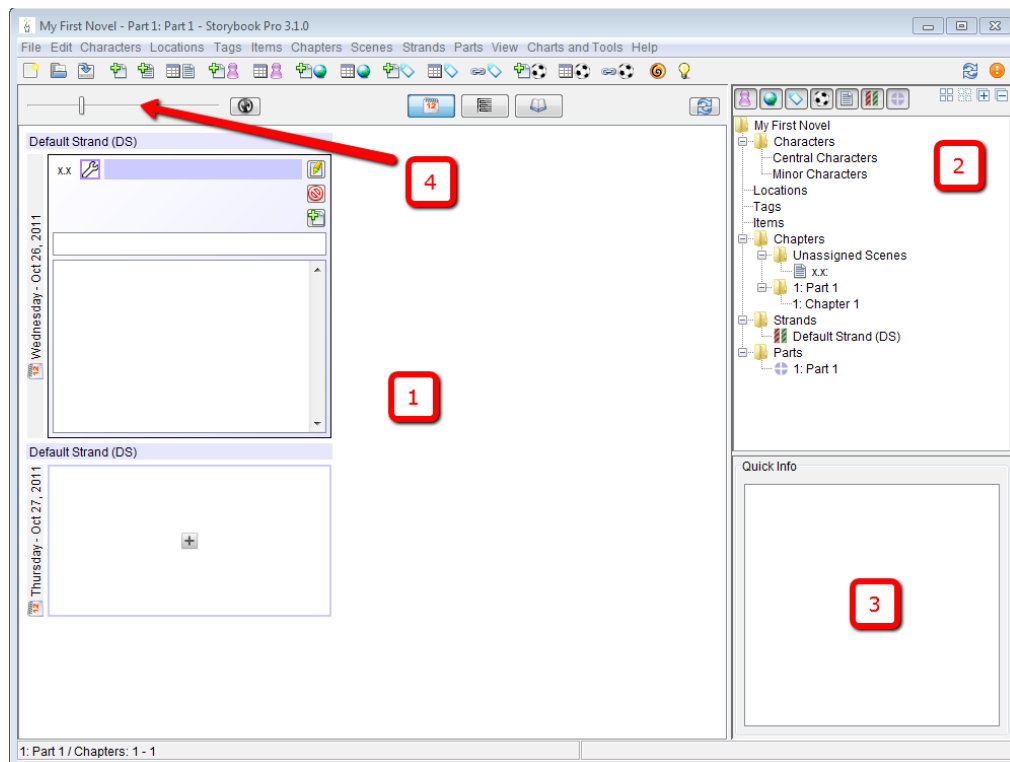 My First Novel - Part 1: Part 1 - Storybook Pro 3.1.0
File Edit Characters Locations Tags Items Chapters Scenes Strands Parts View Charts and Tools Help
12
Default Strand (DS)
x.x
Wednesday - Oct 26, 2011
12
4
1
Default Strand (DS)
Thursday - Oct 27, 2011
12
My First Novel
Characters
Central Characters
Minor Characters
Locations
Tags
Items
Chapters
Unassigned Scenes
x.x:
1: Part 1
1: Chapter 1
Strands
Default Strand (DS)
Parts
1: Part 1
2
Quick Info
3
1: Part 1 / Chapters: 1 - 1